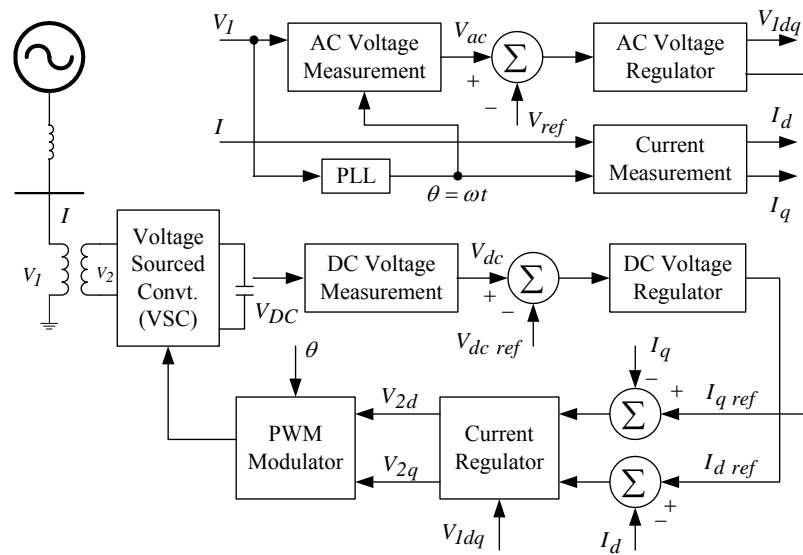 V1
AC Voltage
Measurement
Vac
+
−
Σ
Vref
AC Voltage
Regulator
V1dq
I
PLL
θ = ωt
Current
Measurement
Id
Iq
I
V1
V2
Voltage
Sourced
Convt.
(VSC)
VDC
DC Voltage
Measurement
Vdc
+
−
Σ
Vdc ref
DC Voltage
Regulator
θ
PWM
Modulator
V2d
V2q
Current
Regulator
V1dq
Iq
−
+
Σ
Iq ref
Σ
Id ref
+
−
Id